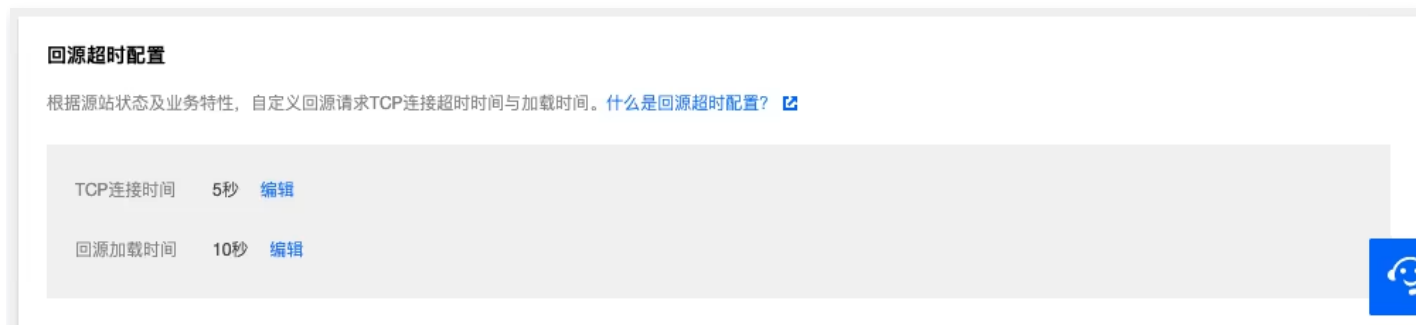 回源超时配置
根据源站状态及业务特性，自定义回源请求TCP连接超时时间与加载时间。什么是回源超时配置？
TCP连接时间 5秒 编辑
回源加载时间 10秒 编辑